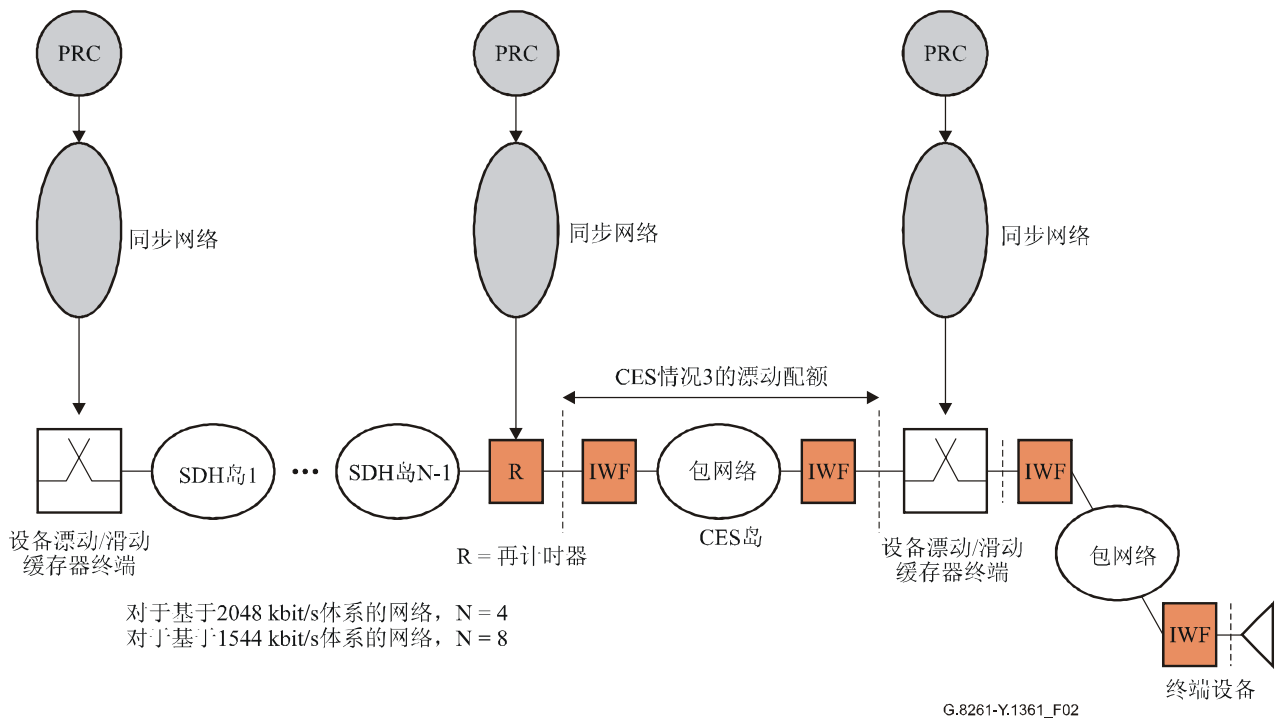 PRC
PRC
PRC
同步网络
同步网络
同步网络
CES情况3的漂动配额
SDH岛1
•••
SDH岛N-1
R
IWF
包网络
IWF
IWF
CES岛
设备漂动/滑动
缓存器终端
R = 再计时器
设备漂动/滑动
缓存器终端
包网络
对于基于2048 kbit/s体系的网络，N = 4
对于基于1544 kbit/s体系的网络，N = 8
IWF
终端设备
G.8261-Y.1361_F02